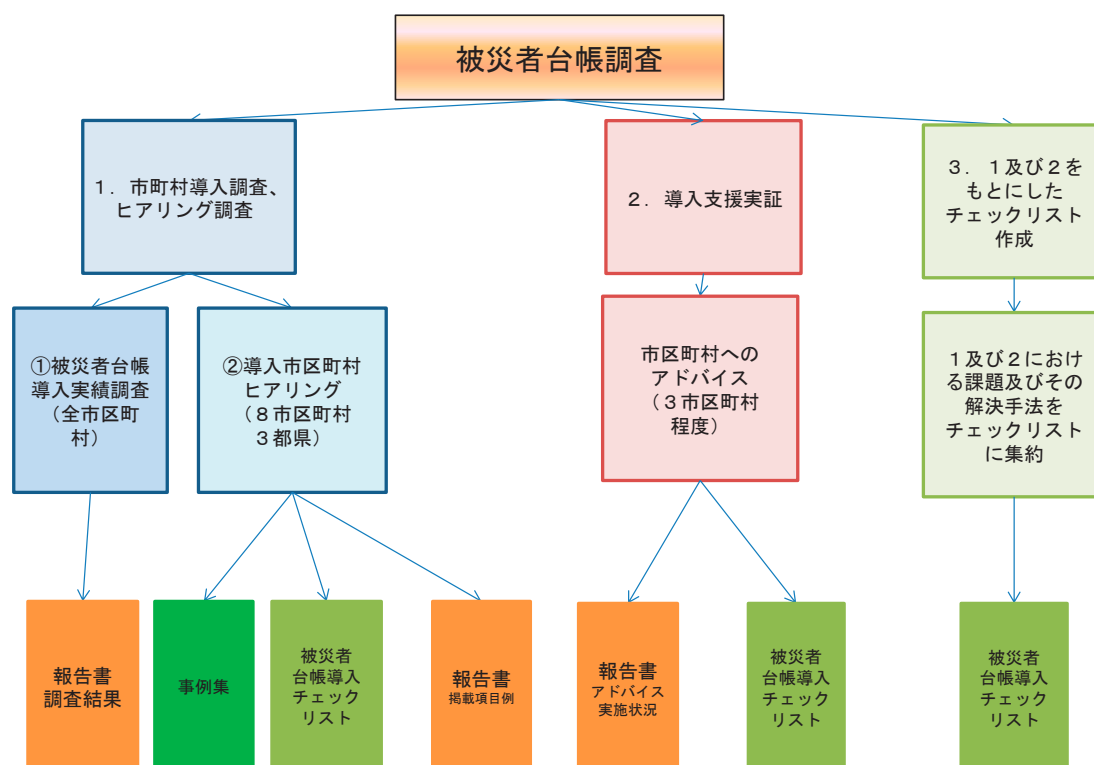 被災者台帳調査
１．市町村導入調査、
ヒアリング調査
２．導入支援実証
３．１及び２を
もとにした
チェックリスト
作成
①被災者台帳
導入実績調査
（全市区町
村）
②導入市区町村
ヒアリング
（８市区町村
３都県）
市区町村への
アドバイス
（３市区町村
程度）
１及び２におけ
る課題及びその
解決手法を
チェックリスト
に集約
報告書
調査結果
事例集
被災者
台帳導入
チェック
リスト
報告書
掲載項目例
報告書
アドバイス
実施状況
被災者
台帳導入
チェック
リスト
被災者
台帳導入
チェック
リスト